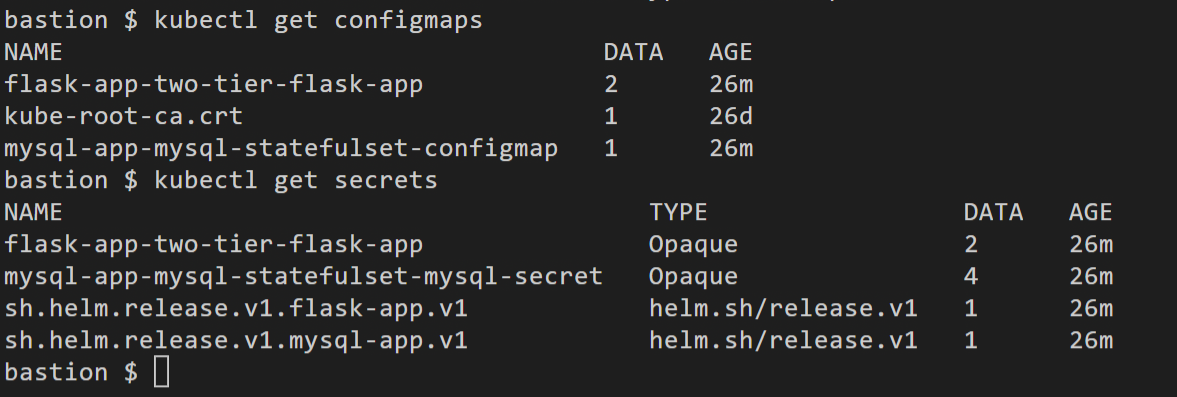 bastion $ kubectl get configmaps
NAME DATA AGE
flask-app-two-tier-flask-app 2 26m
kube-root-ca.crt 1 26d
mysql-app-mysql-statefulset-configmap 1 26m
bastion $ kubectl get secrets
NAME TYPE DATA AGE
flask-app-two-tier-flask-app Opaque 2 26m
mysql-app-mysql-statefulset-mysql-secret Opaque 4 26m
sh.helm.release.v1.flask-app.v1 helm.sh/release.v1 1 26m
sh.helm.release.v1.mysql-app.v1 helm.sh/release.v1 1 26m
bastion $